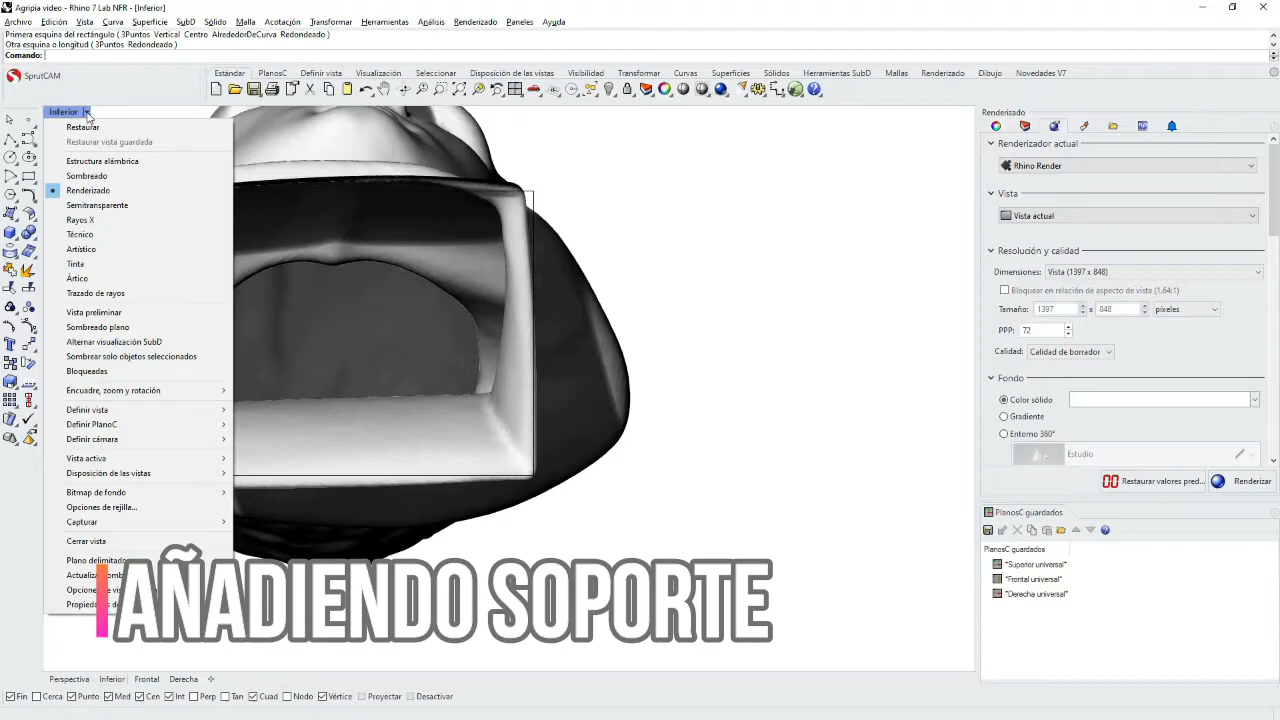 Agripia video - Rhino 7 Lab NFR - [Inferior]
Archivo Edición Vista Curva Superficie SubD Sólido Malla Acotación Transformar Herramientas Análisis Renderizado Paneles Ayuda
Primera esquina del rectángulo ( 3Puntos Vertical Centro AlrededorDeCurva Redondeado )
Otra esquina o longitud ( 3Puntos Redondeado )
Comando:
SprutCAM
Estándar PlanosC Definir vista Visualización Seleccionar Disposición de las vistas Visibilidad Transformar Curvas Superficies Sólidos Herramientas SubD Mallas Renderizado Dibujo Novedades V7
Inferior
Restaurar
Restaurar vista guardada
Estructura alámbrica
Sombreado
Renderizado
Semitransparente
Rayos X
Técnico
Artístico
Tinta
Ártico
Trazado de rayos
Vista preliminar
Sombreado plano
Alternar visualización SubD
Sombrear solo objetos seleccionados
Bloqueadas
Encuadre, zoom y rotación
Definir vista
Definir PlanoC
Definir cámara
Vista activa
Disposición de las vistas
Bitmap de fondo
Opciones de rejilla...
Capturar
Cerrar vista
Plano delimitado
AÑADIENDO SOPORTE
Renderizado
Renderizador actual
Rhino Render
Vista
Vista actual
Resolución y calidad
Dimensiones: Vista (1397 x 848)
Bloquear en relación de aspecto de vista (1.64:1)
Tamaño: 1397 x 848 píxeles
PPP: 72
Calidad: Calidad de borrador
Fondo
Color sólido
Gradiente
Entorno 360°
Estudio
Restaurar valores pred... Renderizar
PlanosC guardados
PlanosC guardados
"Superior universal"
"Frontal universal"
"Derecha universal"
Perspectiva Inferior Frontal Derecha
Fin Cerca Punto Med Cen Int Perp Tan Cuad Nodo Vértice Proyectar Desactivar